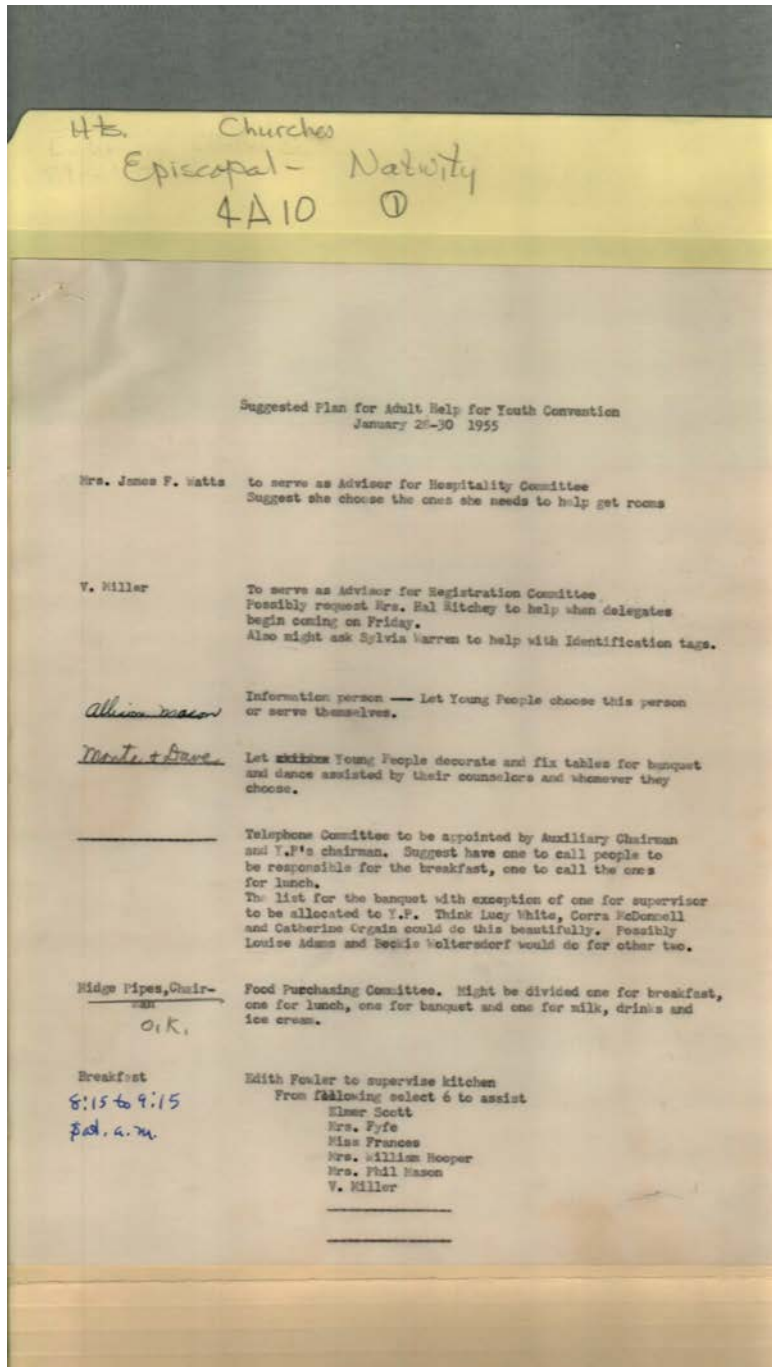 Hts. Churches
Episcopal - Nativity
4A10 ①
Suggested Plan for Adult Help for Youth Convention
January 28-30 1955
Mrs. James F. Watts to serve as Advisor for Hospitality Committee
Suggest she choose the ones she needs to help get rooms
V. Miller To serve as Advisor for Registration Committee
Possibly request Mrs. Hal Ritchey to help when delegates
begin coming on Friday.
Also might ask Sylvia Warren to help with Identification tags.
Allison Mason Information person -- Let Young People choose this person
or serve themselves.
Monte + Dave Let Young People decorate and fix tables for banquet
and dance assisted by their counselors and whomever they
choose.
Telephone Committee to be appointed by Auxiliary Chairman
and Y.P's chairman. Suggest have one to call people to
be responsible for the breakfast, one to call the ones
for lunch.
The list for the banquet with exception of one for supervisor
to be allocated to Y.P. Think Lucy White, Corra McDonnell
and Catherine Orgain could do this beautifully. Possibly
Louise Adams and Beckie Woltersdorf would do for other two.
Midge Pipes,Chair- Food Purchasing Committee. Might be divided one for breakfast,
man one for lunch, one for banquet and one for milk, drinks and
O.K. ice cream.
Breakfast Edith Fowler to supervise kitchen
8:15 to 9:15 From following select 6 to assist
Sat. a.m. Elmer Scott
Mrs. Fyfe
Miss Frances
Mrs. William Hooper
Mrs. Phil Mason
V. Miller